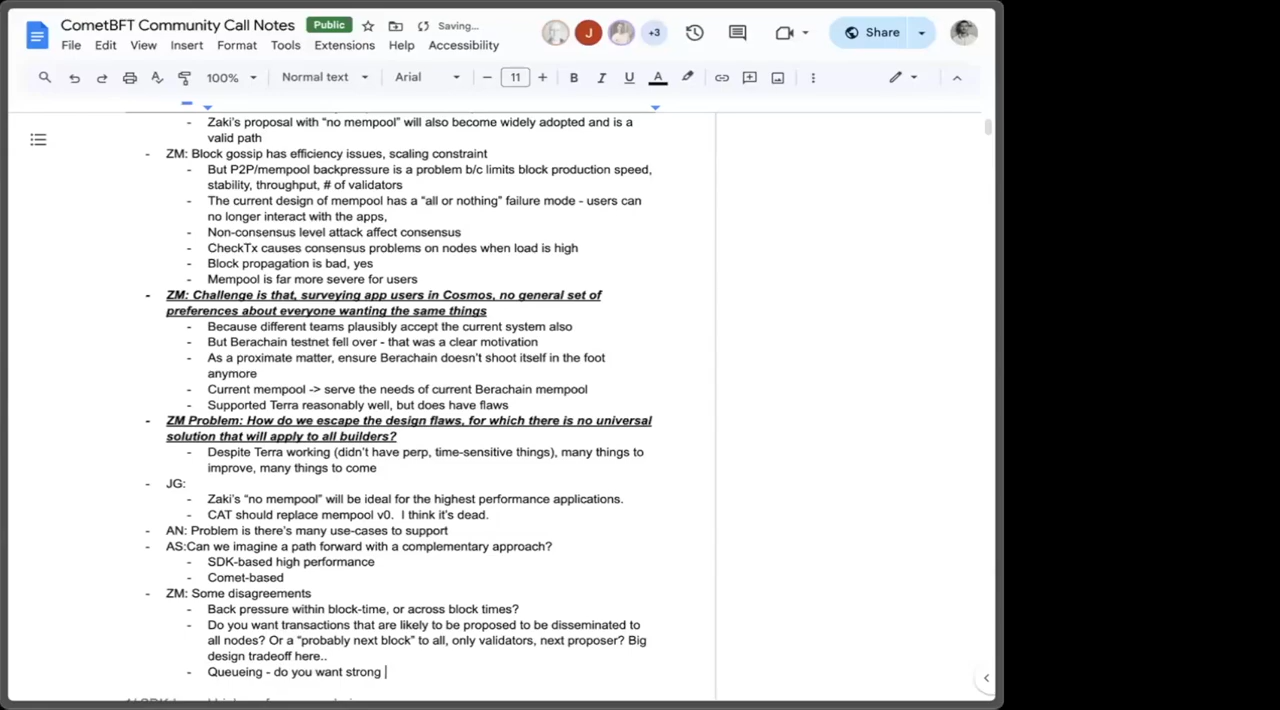 CometBFT Community Call Notes
Public
Saving...
File Edit View Insert Format Tools Extensions Help Accessibility
J
+3
Share
100%
Normal text
Arial
11
B I U A
- Zaki's proposal with “no mempool” will also become widely adopted and is a
valid path
- ZM: Block gossip has efficiency issues, scaling constraint
- But P2P/mempool backpressure is a problem b/c limits block production speed,
stability, throughput, # of validators
- The current design of mempool has a “all or nothing” failure mode - users can
no longer interact with the apps,
- Non-consensus level attack affect consensus
- CheckTx causes consensus problems on nodes when load is high
- Block propagation is bad, yes
- Mempool is far more severe for users
- ZM: Challenge is that, surveying app users in Cosmos, no general set of
preferences about everyone wanting the same things
- Because different teams plausibly accept the current system also
- But Berachain testnet fell over - that was a clear motivation
- As a proximate matter, ensure Berachain doesn't shoot itself in the foot
anymore
- Current mempool -> serve the needs of current Berachain mempool
- Supported Terra reasonably well, but does have flaws
- ZM Problem: How do we escape the design flaws, for which there is no universal
solution that will apply to all builders?
- Despite Terra working (didn't have perp, time-sensitive things), many things to
improve, many things to come
- JG:
- Zaki's “no mempool” will be ideal for the highest performance applications.
- CAT should replace mempool v0. I think it's dead.
- AN: Problem is there's many use-cases to support
- AS:Can we imagine a path forward with a complementary approach?
- SDK-based high performance
- Comet-based
- ZM: Some disagreements
- Back pressure within block-time, or across block times?
- Do you want transactions that are likely to be proposed to be disseminated to
all nodes? Or a “probably next block” to all, only validators, next proposer? Big
design tradeoff here..
- Queueing - do you want strong